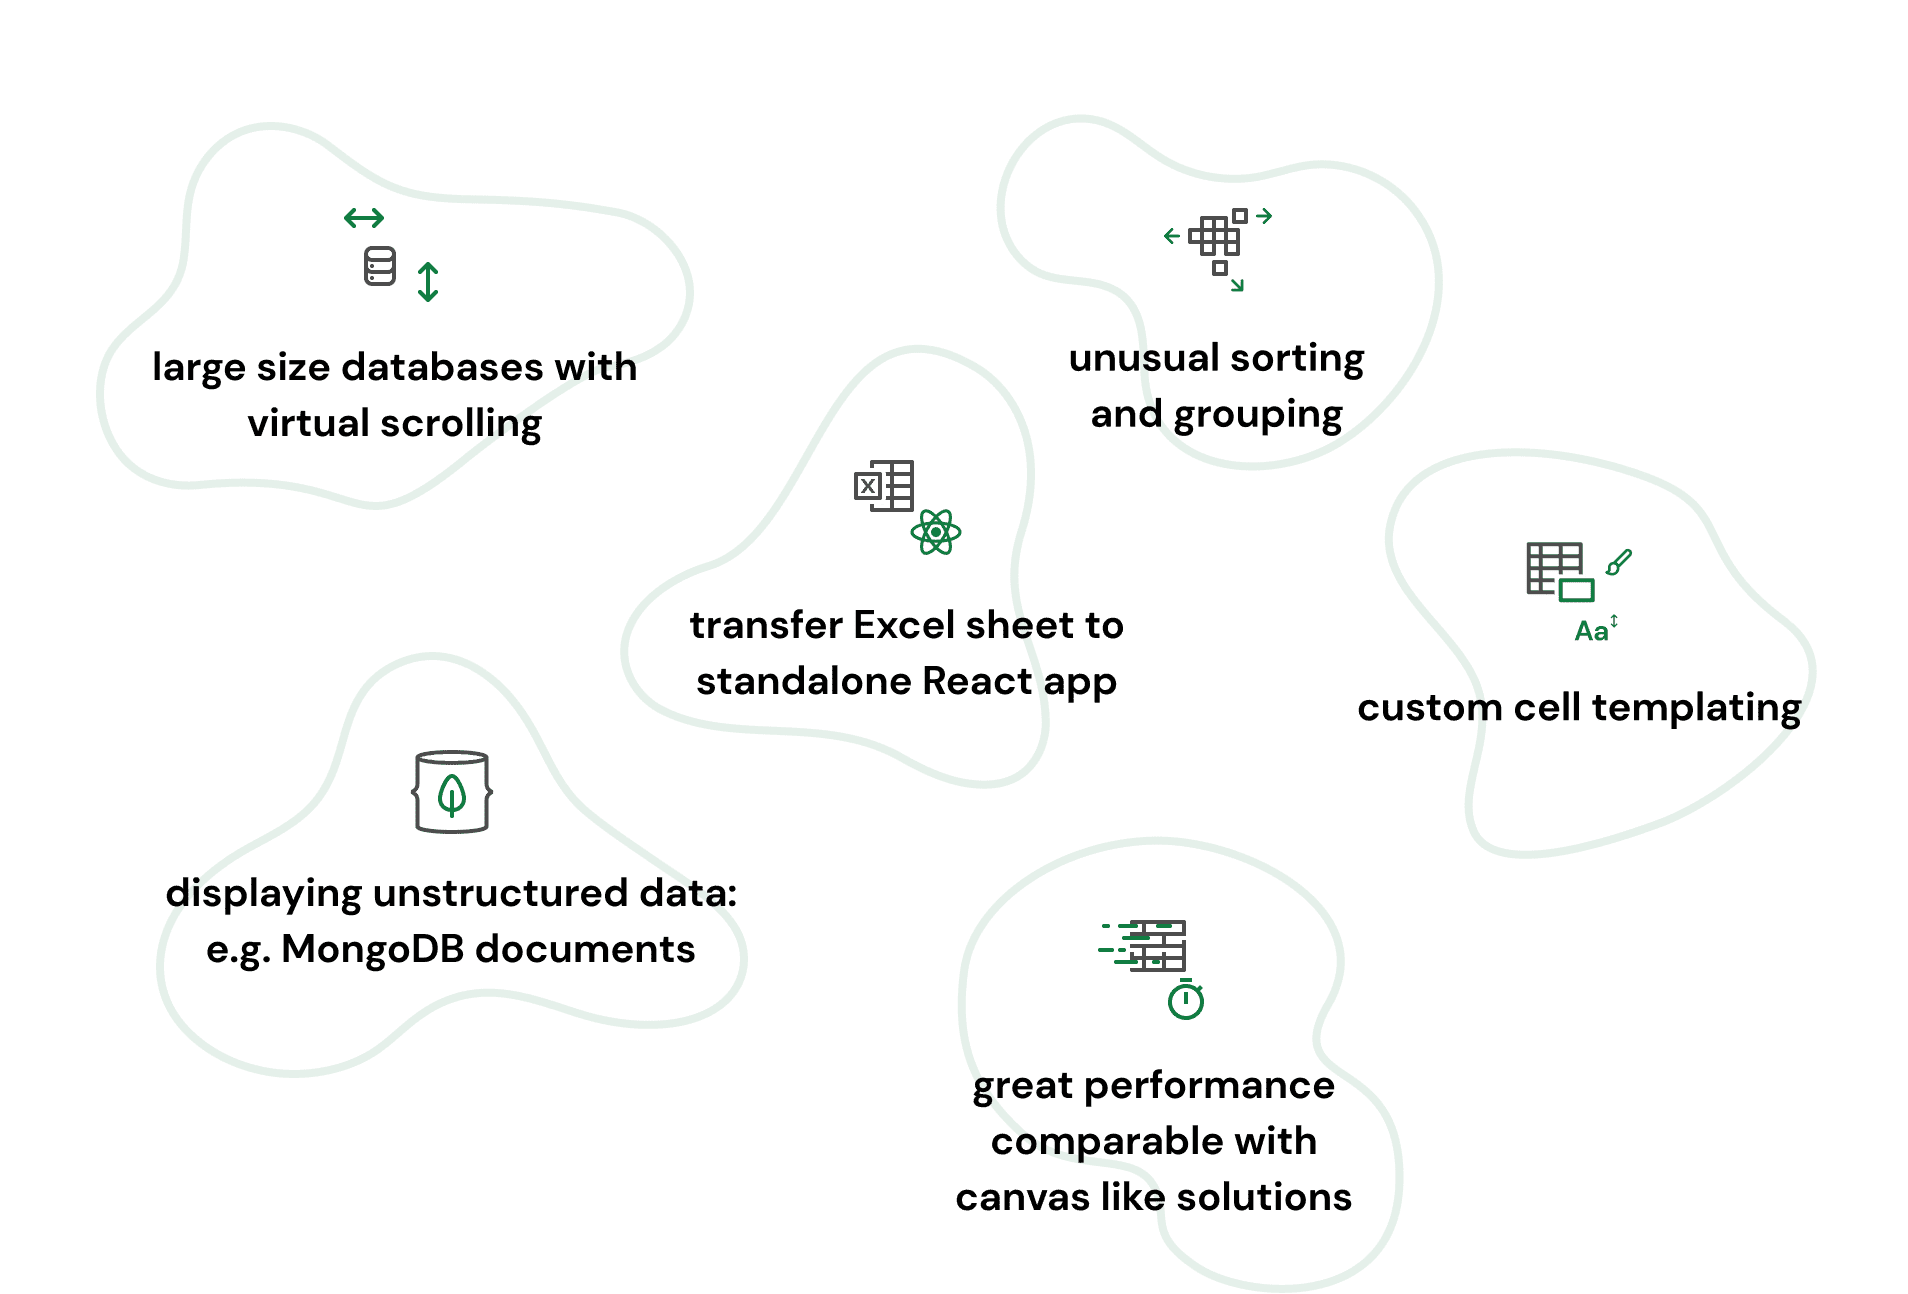 large size databases with
virtual scrolling
unusual sorting
and grouping
X
transfer Excel sheet to
standalone React app
Aa
custom cell templating
displaying unstructured data:
e.g. MongoDB documents
great performance
comparable with
canvas like solutions